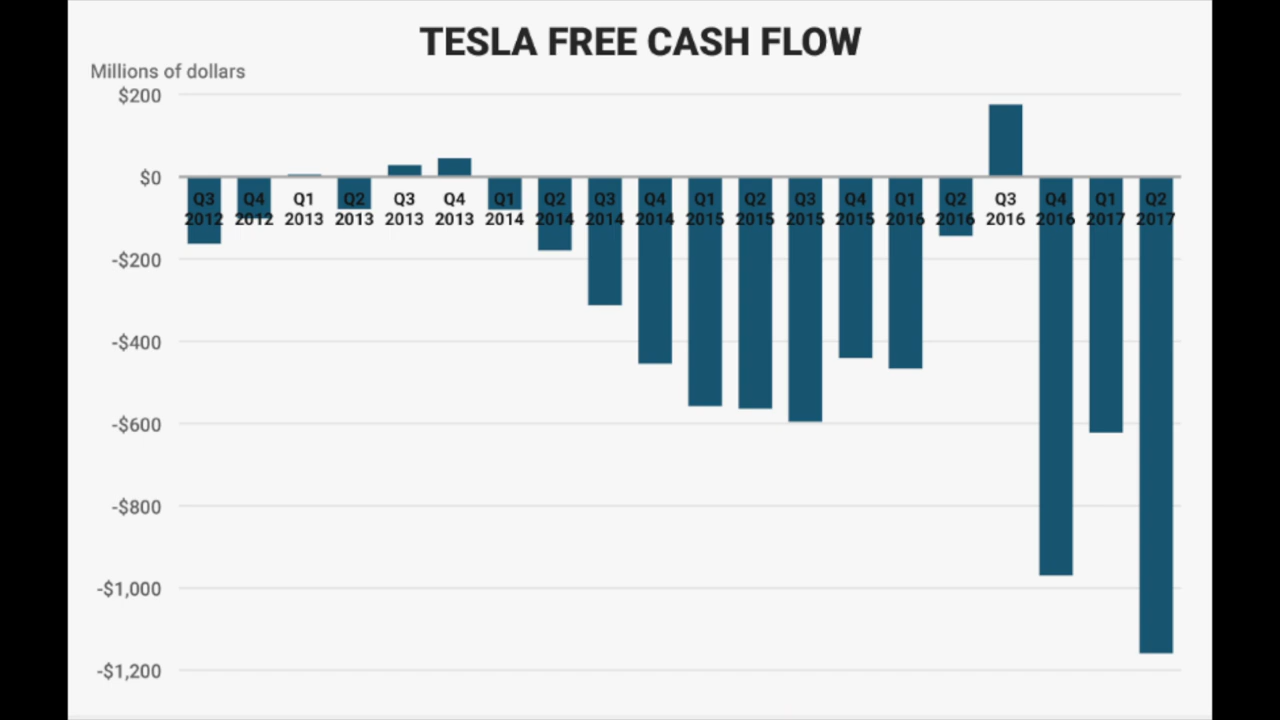 TESLA FREE CASH FLOW
Millions of dollars
$200
$0
-$200
-$400
-$600
-$800
-$1,000
-$1,200
Q3 Q4 Q1 Q2 Q3 Q4 Q1 Q2 Q3 Q4 Q1 Q2 Q3 Q4 Q1 Q2 Q3 Q4 Q1 Q2
2012 2012 2013 2013 2013 2013 2014 2014 2014 2014 2015 2015 2015 2015 2016 2016 2016 2016 2017 2017